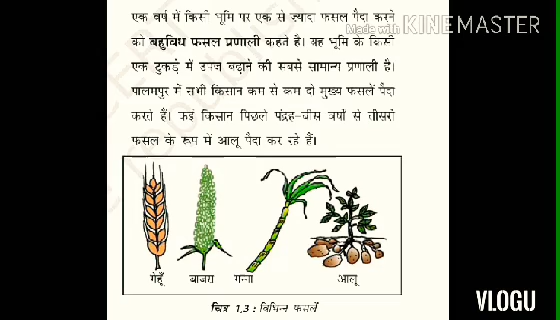 एक वर्ष में किसी भूमि पर एक से ज़्यादा फसल पैदा करने
को बहुविध फसल प्रणाली कहते हैं। यह भूमि के किसी
एक टुकड़े में उपज बढ़ाने की सबसे सामान्य प्रणाली है।
पालमपुर में सभी किसान कम से कम दो मुख्य फसलें पैदा
करते हैं। कई किसान पिछले पंद्रह-बीस वर्षों से तीसरी
फसल के रूप में आलू पैदा कर रहे हैं।
गेहूँ बाजरा गन्ना आलू
चित्र 1.3 : विभिन्न फसलें
Made with KINEMASTER
VLOGU